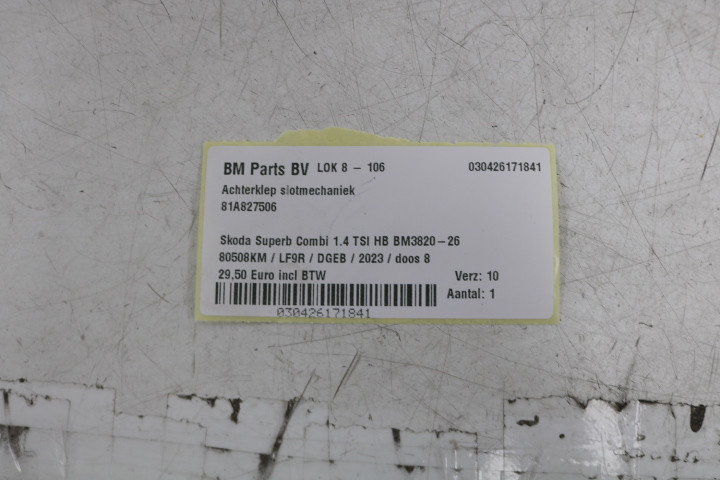 BM Parts BV LOK 8 - 106 030426171841
Achterklep slotmechaniek
81A827506
Skoda Superb Combi 1.4 TSI HB BM3820-26
80508KM / LF9R / DGEB / 2023 / doos 8
29,50 Euro incl BTW Verz: 10
Aantal: 1
030426171841